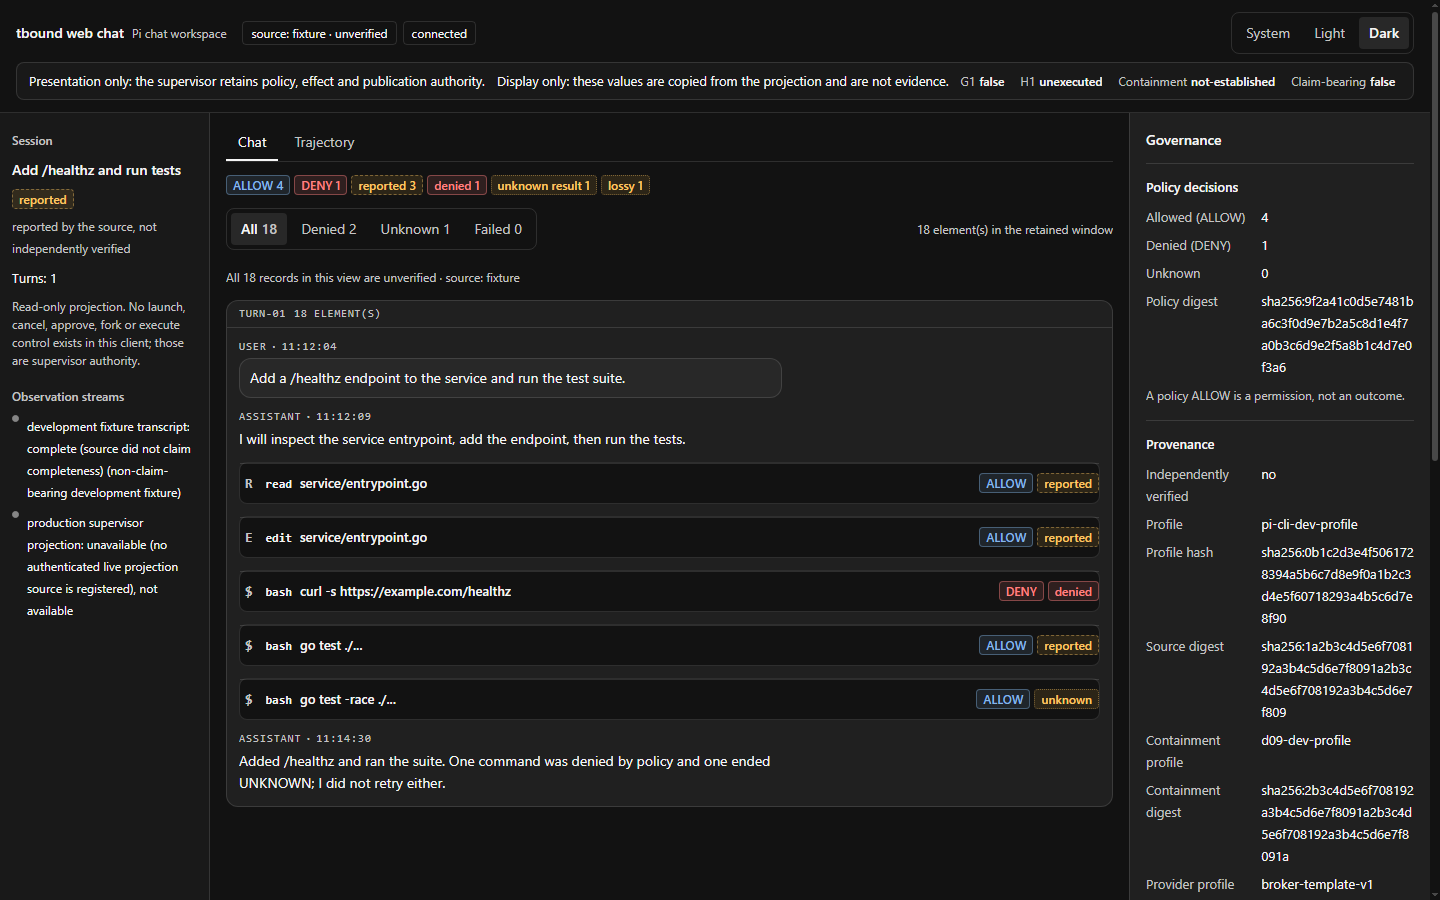 tbound web chat Pi chat workspace source: fixture · unverified connected System Light Dark
Presentation only: the supervisor retains policy, effect and publication authority. Display only: these values are copied from the projection and are not evidence. G1 false H1 unexecuted Containment not-established Claim-bearing false
Session
Add /healthz and run tests
reported
reported by the source, not
independently verified
Turns: 1
Read-only projection. No launch,
cancel, approve, fork or execute
control exists in this client; those
are supervisor authority.
Observation streams
development fixture transcript:
complete (source did not claim
completeness) (non-claim-
bearing development fixture)
production supervisor
projection: unavailable (no
authenticated live projection
source is registered), not
available
Chat Trajectory
ALLOW 4 DENY 1 reported 3 denied 1 unknown result 1 lossy 1
All 18 Denied 2 Unknown 1 Failed 0 18 element(s) in the retained window
All 18 records in this view are unverified · source: fixture
TURN-01 18 ELEMENT(S)
USER · 11:12:04
Add a /healthz endpoint to the service and run the test suite.
ASSISTANT · 11:12:09
I will inspect the service entrypoint, add the endpoint, then run the tests.
R read service/entrypoint.go ALLOW reported
E edit service/entrypoint.go ALLOW reported
$ bash curl -s https://example.com/healthz DENY denied
$ bash go test ./... ALLOW reported
$ bash go test -race ./... ALLOW unknown
ASSISTANT · 11:14:30
Added /healthz and ran the suite. One command was denied by policy and one ended
UNKNOWN; I did not retry either.
Governance
Policy decisions
Allowed (ALLOW) 4
Denied (DENY) 1
Unknown 0
Policy digest sha256:9f2a41c0d5e7481b
a6c3f0d9e7b2a5c8d1e4f7
a0b3c6d9e2f5a8b1c4d7e0
f3a6
A policy ALLOW is a permission, not an outcome.
Provenance
Independently no
verified
Profile pi-cli-dev-profile
Profile hash sha256:0b1c2d3e4f506172
8394a5b6c7d8e9f0a1b2c3
d4e5f60718293a4b5c6d7e
8f90
Source digest sha256:1a2b3c4d5e6f7081
92a3b4c5d6e7f8091a2b3c
4d5e6f708192a3b4c5d6e7
f809
Containment d09-dev-profile
profile
Containment sha256:2b3c4d5e6f708192
digest a3b4c5d6e7f8091a2b3c4d
5e6f708192a3b4c5d6e7f8
091a
Provider profile broker-template-v1